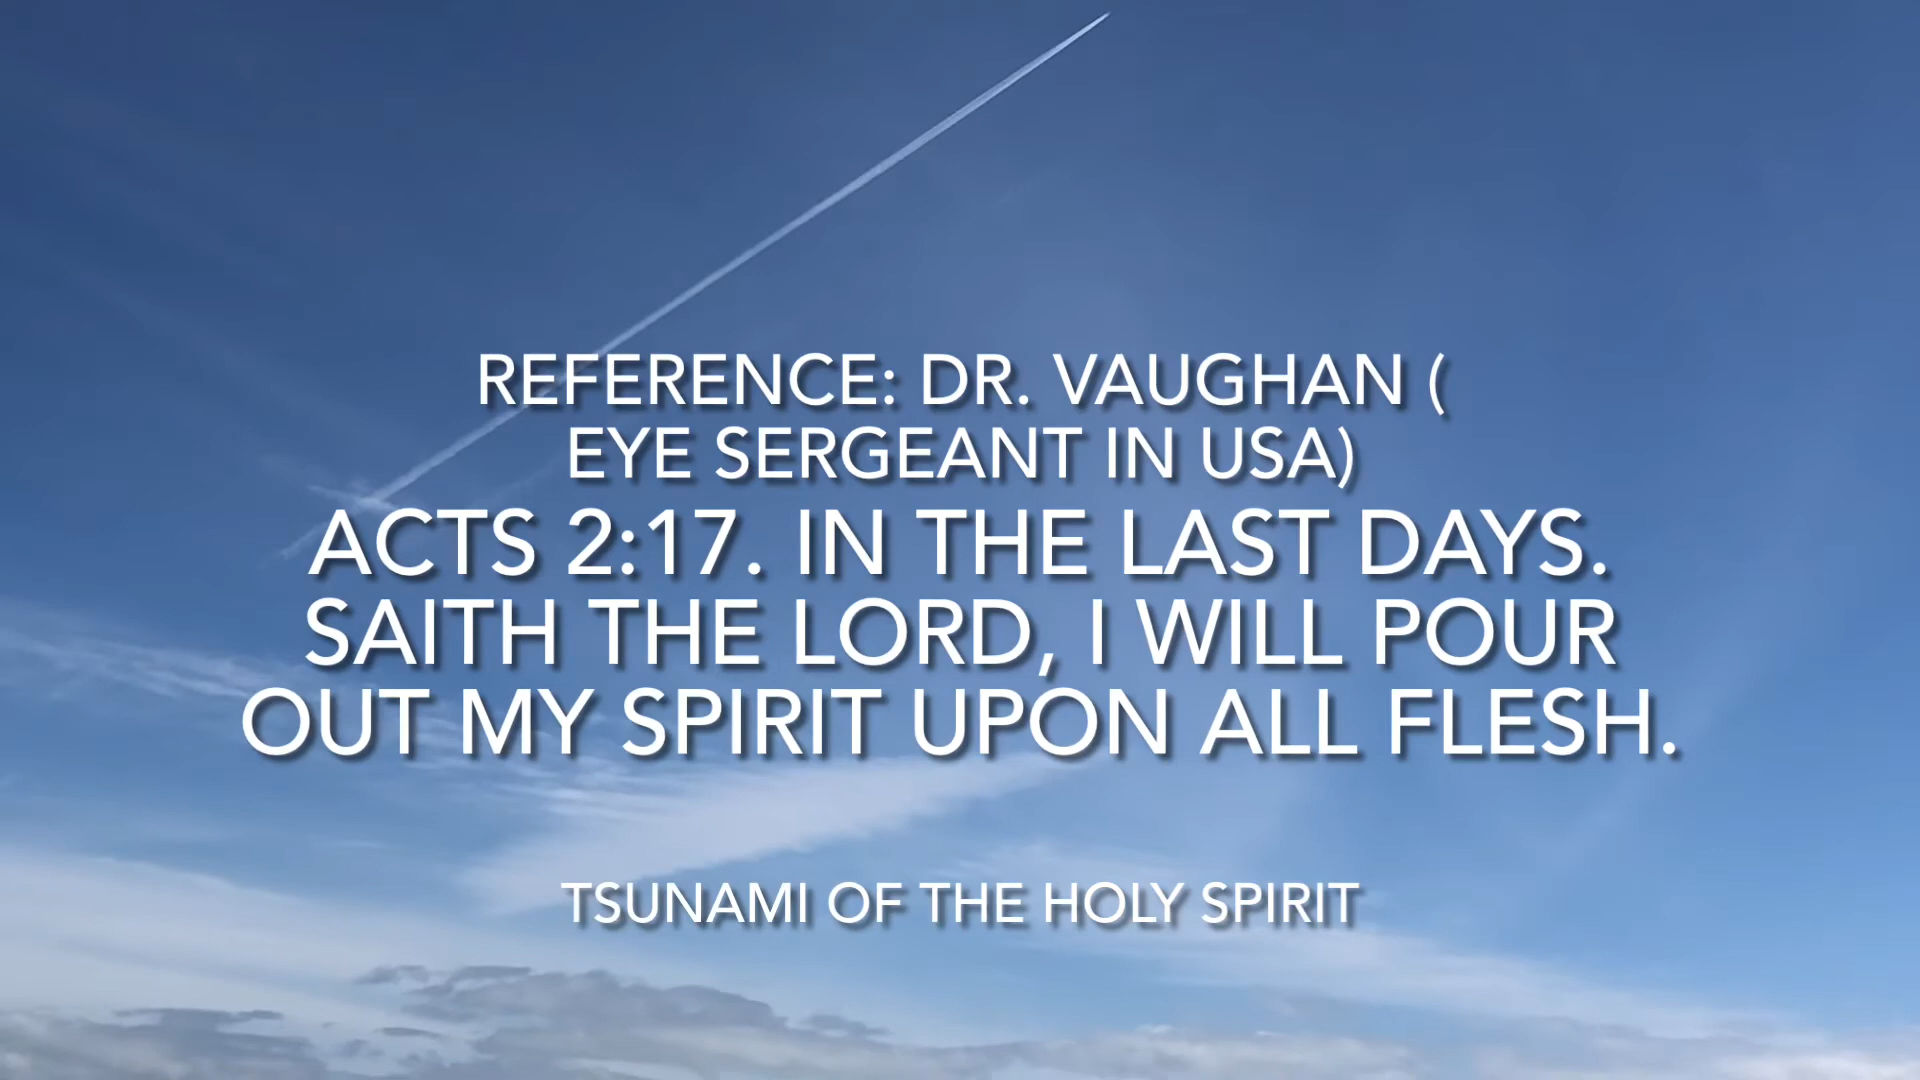 REFERENCE: DR. VAUGHAN (
EYE SERGEANT IN USA)
ACTS 2:17. IN THE LAST DAYS.
SAITH THE LORD, I WILL POUR
OUT MY SPIRIT UPON ALL FLESH.
TSUNAMI OF THE HOLY SPIRIT